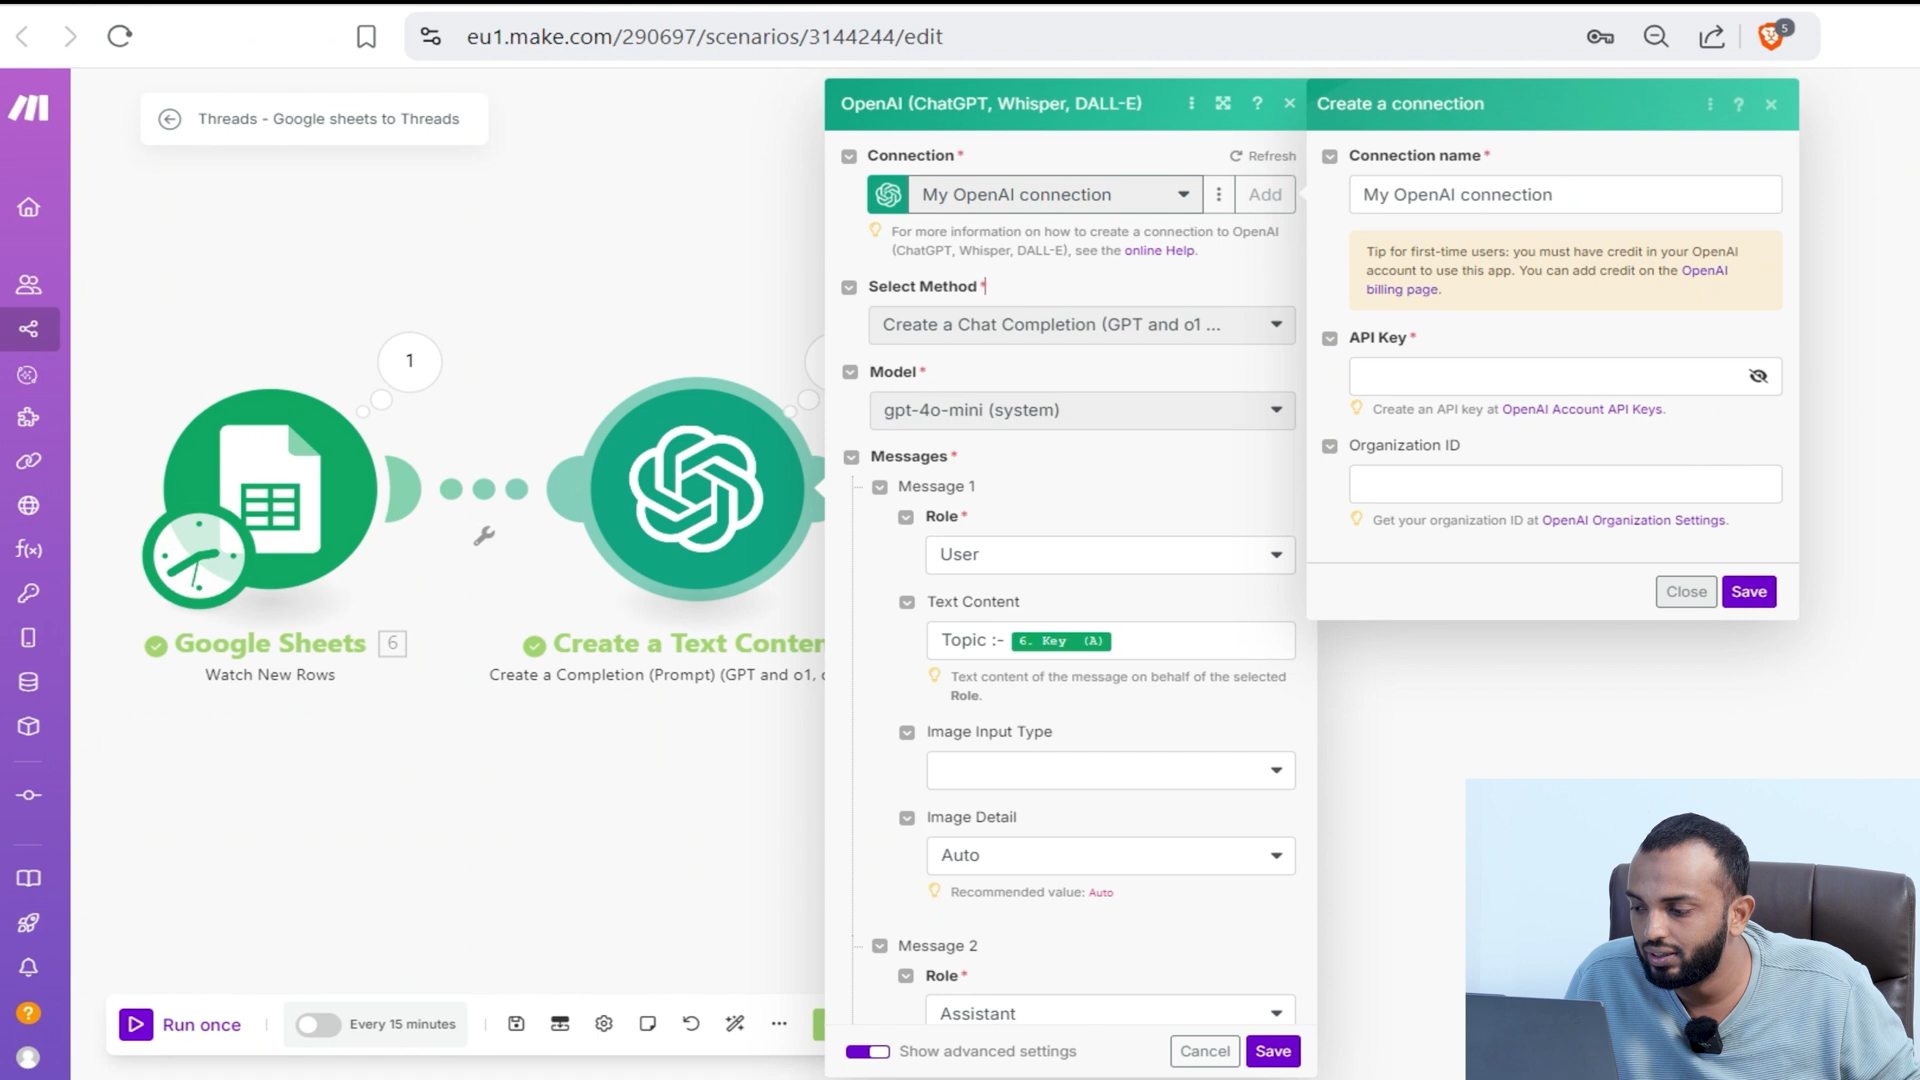 eu1.make.com/290697/scenarios/3144244/edit
5
Threads - Google sheets to Threads
1
Google Sheets 6
Watch New Rows
Create a Text Conten
Create a Completion (Prompt) (GPT and o1, o
f(x)
?
Run once
Every 15 minutes
OpenAI (ChatGPT, Whisper, DALL-E)
?
Connection *
Refresh
My OpenAI connection
Add
For more information on how to create a connection to OpenAI
(ChatGPT, Whisper, DALL-E), see the online Help.
Select Method *
Create a Chat Completion (GPT and o1 ...
Model *
gpt-4o-mini (system)
Messages *
Message 1
Role *
User
Text Content
Topic :- 6. Key (A)
Text content of the message on behalf of the selected
Role.
Image Input Type
Image Detail
Auto
Recommended value: Auto
Message 2
Role *
Assistant
Show advanced settings
Cancel
Save
Create a connection
?
Connection name *
My OpenAI connection
Tip for first-time users: you must have credit in your OpenAI
account to use this app. You can add credit on the OpenAI
billing page.
API Key *
Create an API key at OpenAI Account API Keys.
Organization ID
Get your organization ID at OpenAI Organization Settings.
Close
Save